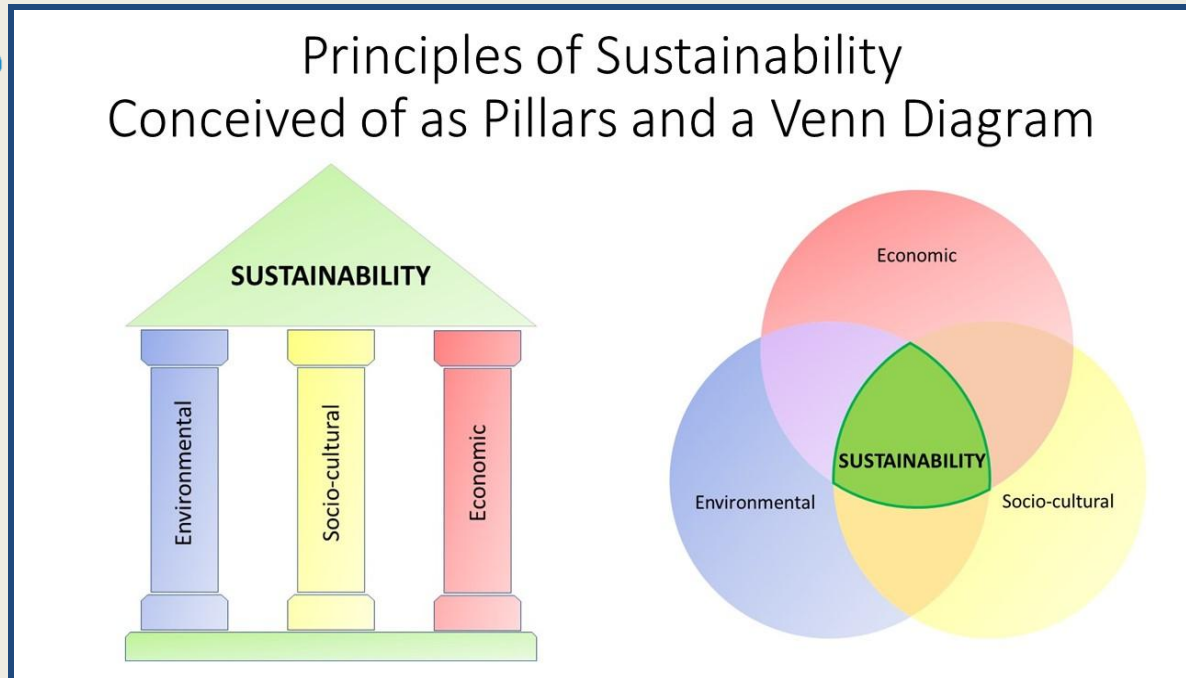 Principles of Sustainability
Conceived of as Pillars and a Venn Diagram
SUSTAINABILITY
Environmental
Socio-cultural
Economic
Economic
SUSTAINABILITY
Environmental
Socio-cultural